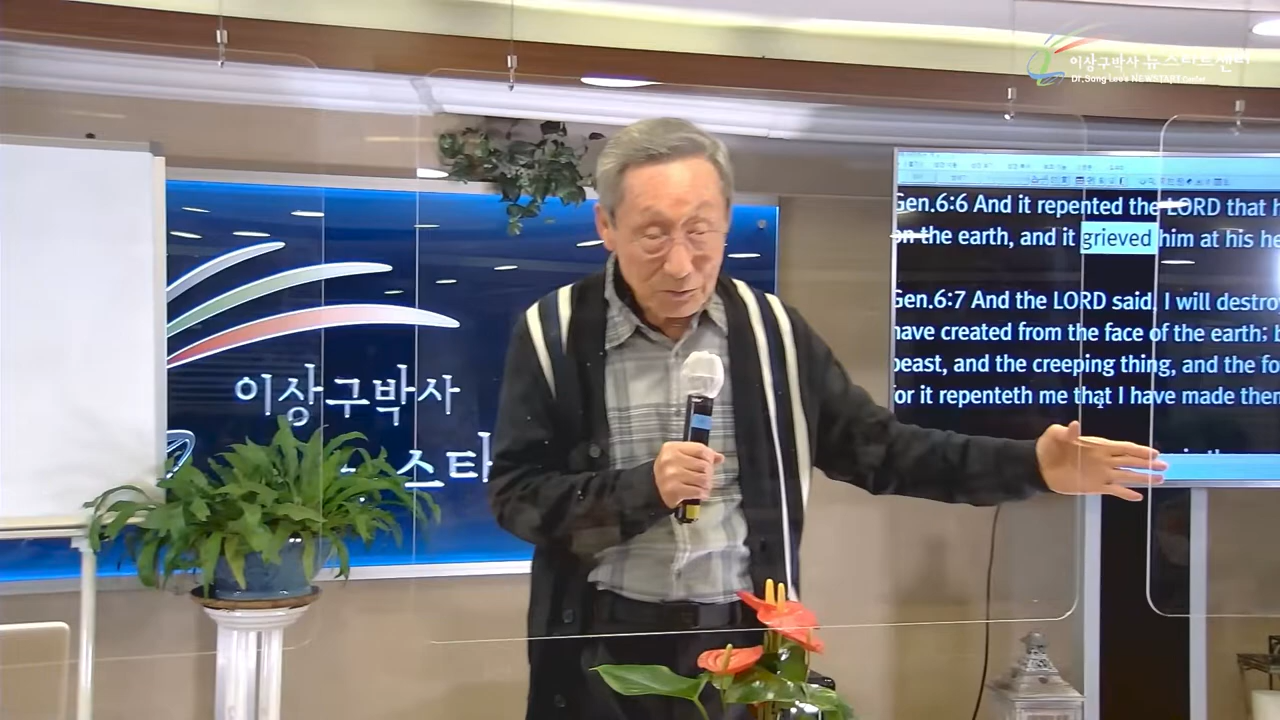 이상구박사 뉴스타트센터
Dr. Sang Lee's NEWSTART center
이상구박사
스타
Gen.6:6 And it repented the LORD that h
on the earth, and it grieved him at his he
Gen.6:7 And the LORD said, I will destro
have created from the face of the earth; b
beast, and the creeping thing, and the fo
for it repenteth me that I have made them